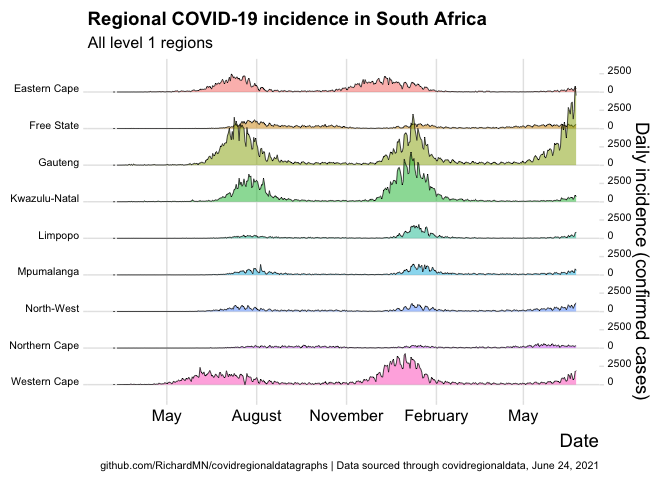 Regional COVID-19 incidence in South Africa
All level 1 regions
Eastern Cape
Free State
Gauteng
Kwazulu-Natal
Limpopo
Mpumalanga
North-West
Northern Cape
Western Cape
2500
0
2500
0
2500
0
2500
0
2500
0
2500
0
2500
0
2500
0
2500
0
Daily incidence (confirmed cases)
May August November February May
Date
github.com/RichardMN/covidregionaldatagraphs | Data sourced through covidregionaldata, June 24, 2021